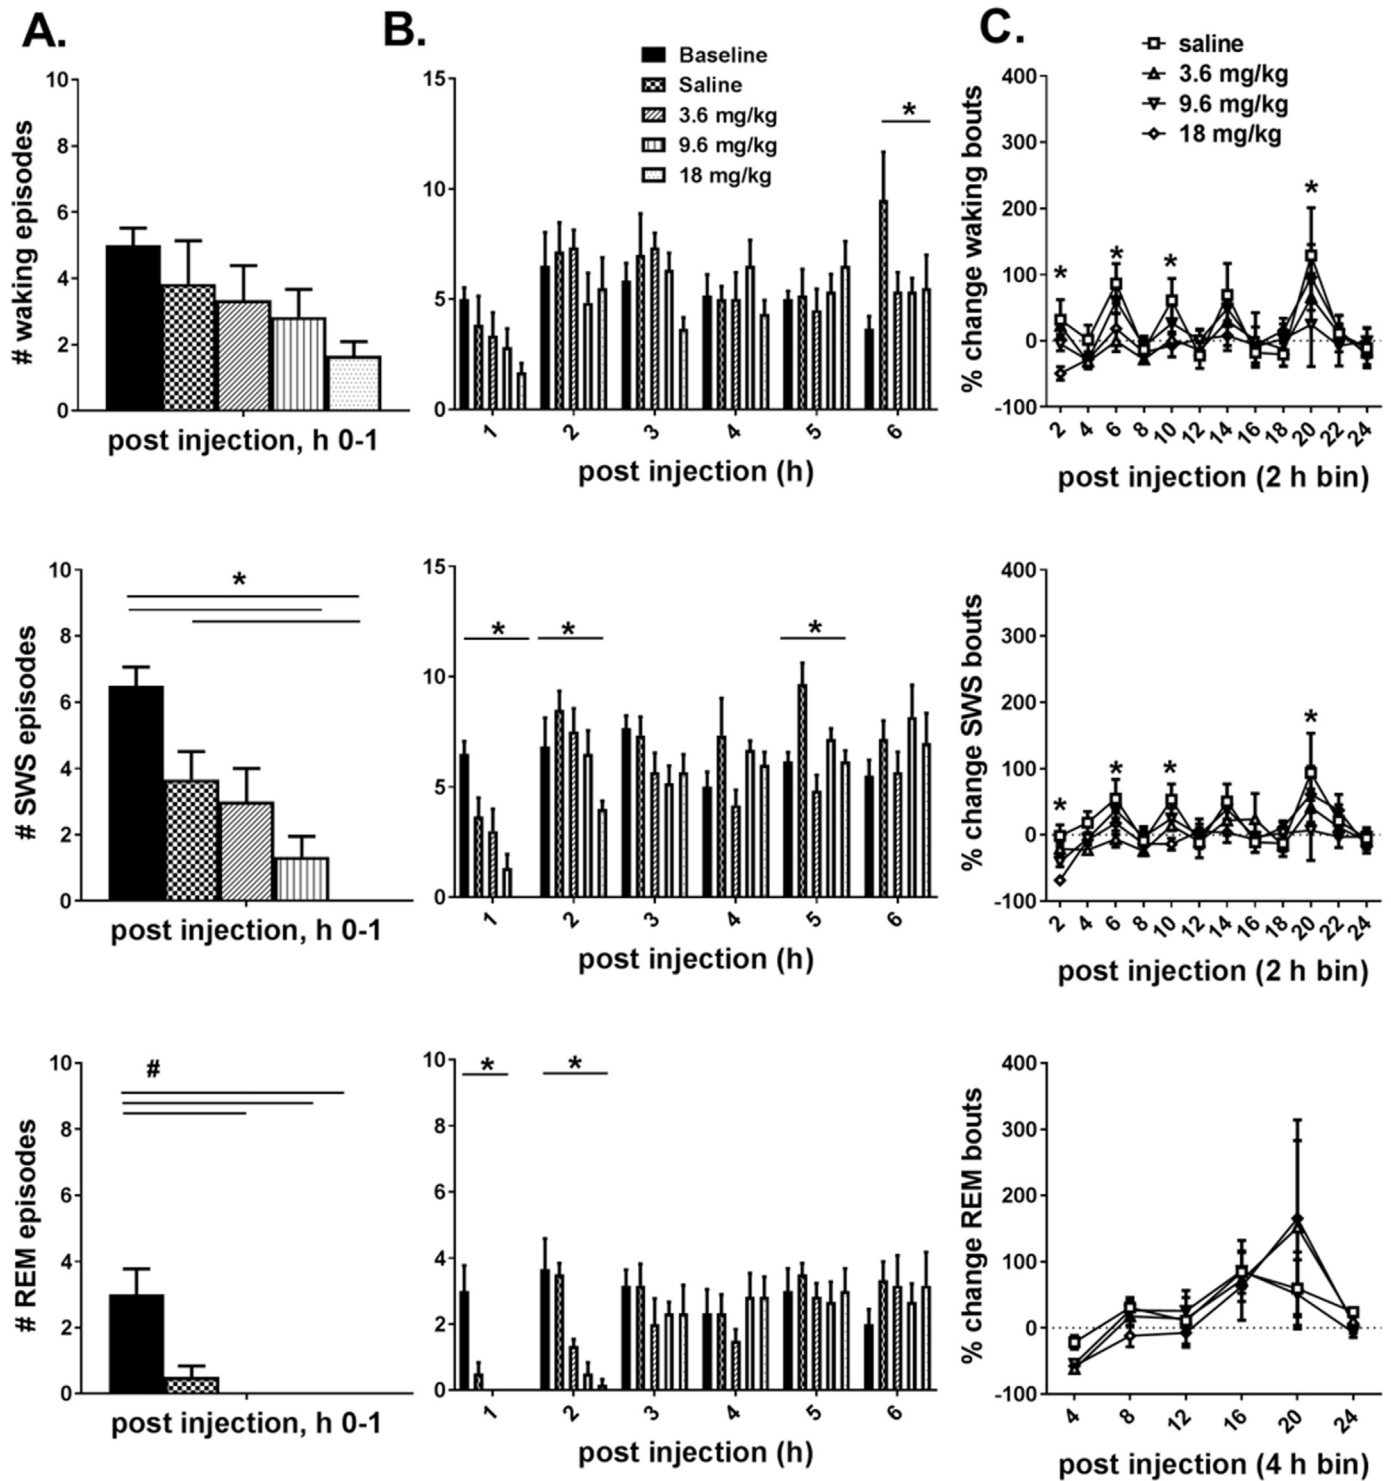 A.
# waking episodes
10
8
6
4
2
0
post injection, h 0-1
B.
Baseline
Saline
3.6 mg/kg
9.6 mg/kg
18 mg/kg
15
10
5
0
*
1 2 3 4 5 6
post injection (h)
C.
saline
3.6 mg/kg
9.6 mg/kg
18 mg/kg
% change waking bouts
400
300
200
100
0
-100
* * * *
2 4 6 8 10 12 14 16 18 20 22 24
post injection (2 h bin)
# SWS episodes
10
8
6
4
2
0
*
post injection, h 0-1
15
10
5
0
* * *
1 2 3 4 5 6
post injection (h)
% change SWS bouts
400
300
200
100
0
-100
* * * *
2 4 6 8 10 12 14 16 18 20 22 24
post injection (2 h bin)
# REM episodes
10
8
6
4
2
0
#
post injection, h 0-1
10
8
6
4
2
0
* *
1 2 3 4 5 6
post injection (h)
% change REM bouts
400
300
200
100
0
-100
4 8 12 16 20 24
post injection (4 h bin)